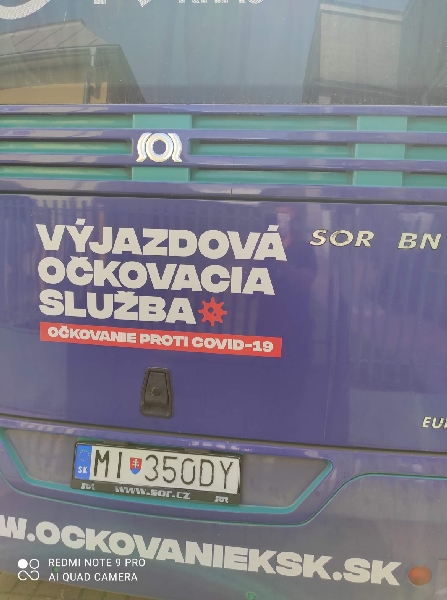 SOR BN
VÝJAZDOVÁ
OČKOVACIA
SLUŽBA
OČKOVANIE PROTI COVID-19
SK
MI 350DY
www.sor.cz
W.OCKOVANIEKSK.SK
REDMI NOTE 9 PRO
AI QUAD CAMERA